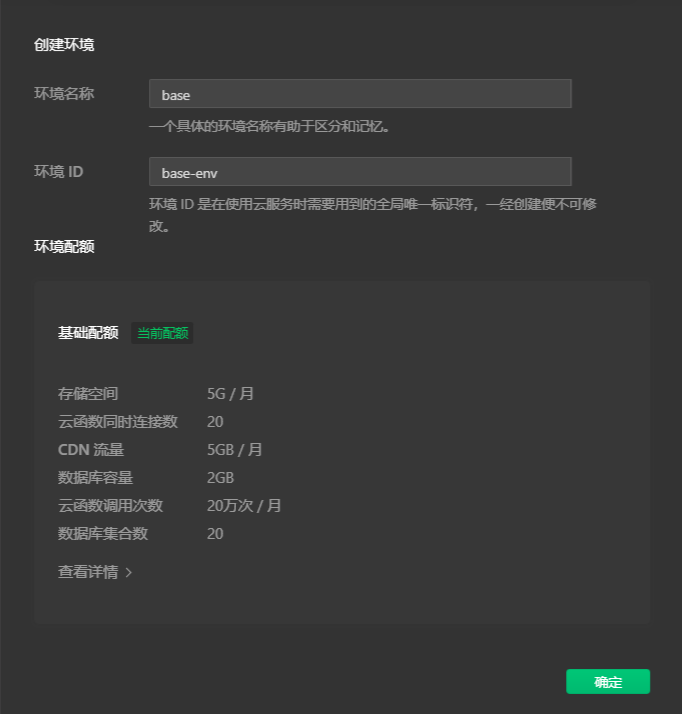 创建环境
环境名称 base
一个具体的环境名称有助于区分和记忆。
环境 ID base-env
环境 ID 是在使用云服务时需要用到的全局唯一标识符，一经创建便不可修
改。
环境配额
基础配额 当前配额
存储空间 5G / 月
云函数同时连接数 20
CDN 流量 5GB / 月
数据库容量 2GB
云函数调用次数 20万次 / 月
数据库集合数 20
查看详情 >
确定